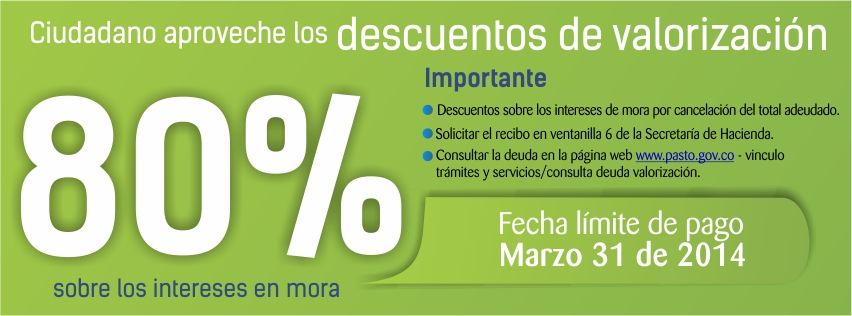 Ciudadano aproveche los descuentos de valorización
80%
sobre los intereses en mora
Importante
Descuentos sobre los intereses de mora por cancelación del total adeudado.
Solicitar el recibo en ventanilla 6 de la Secretaría de Hacienda.
Consultar la deuda en la página web www.pasto.gov.co - vinculo
trámites y servicios/consulta deuda valorización.
Fecha límite de pago
Marzo 31 de 2014